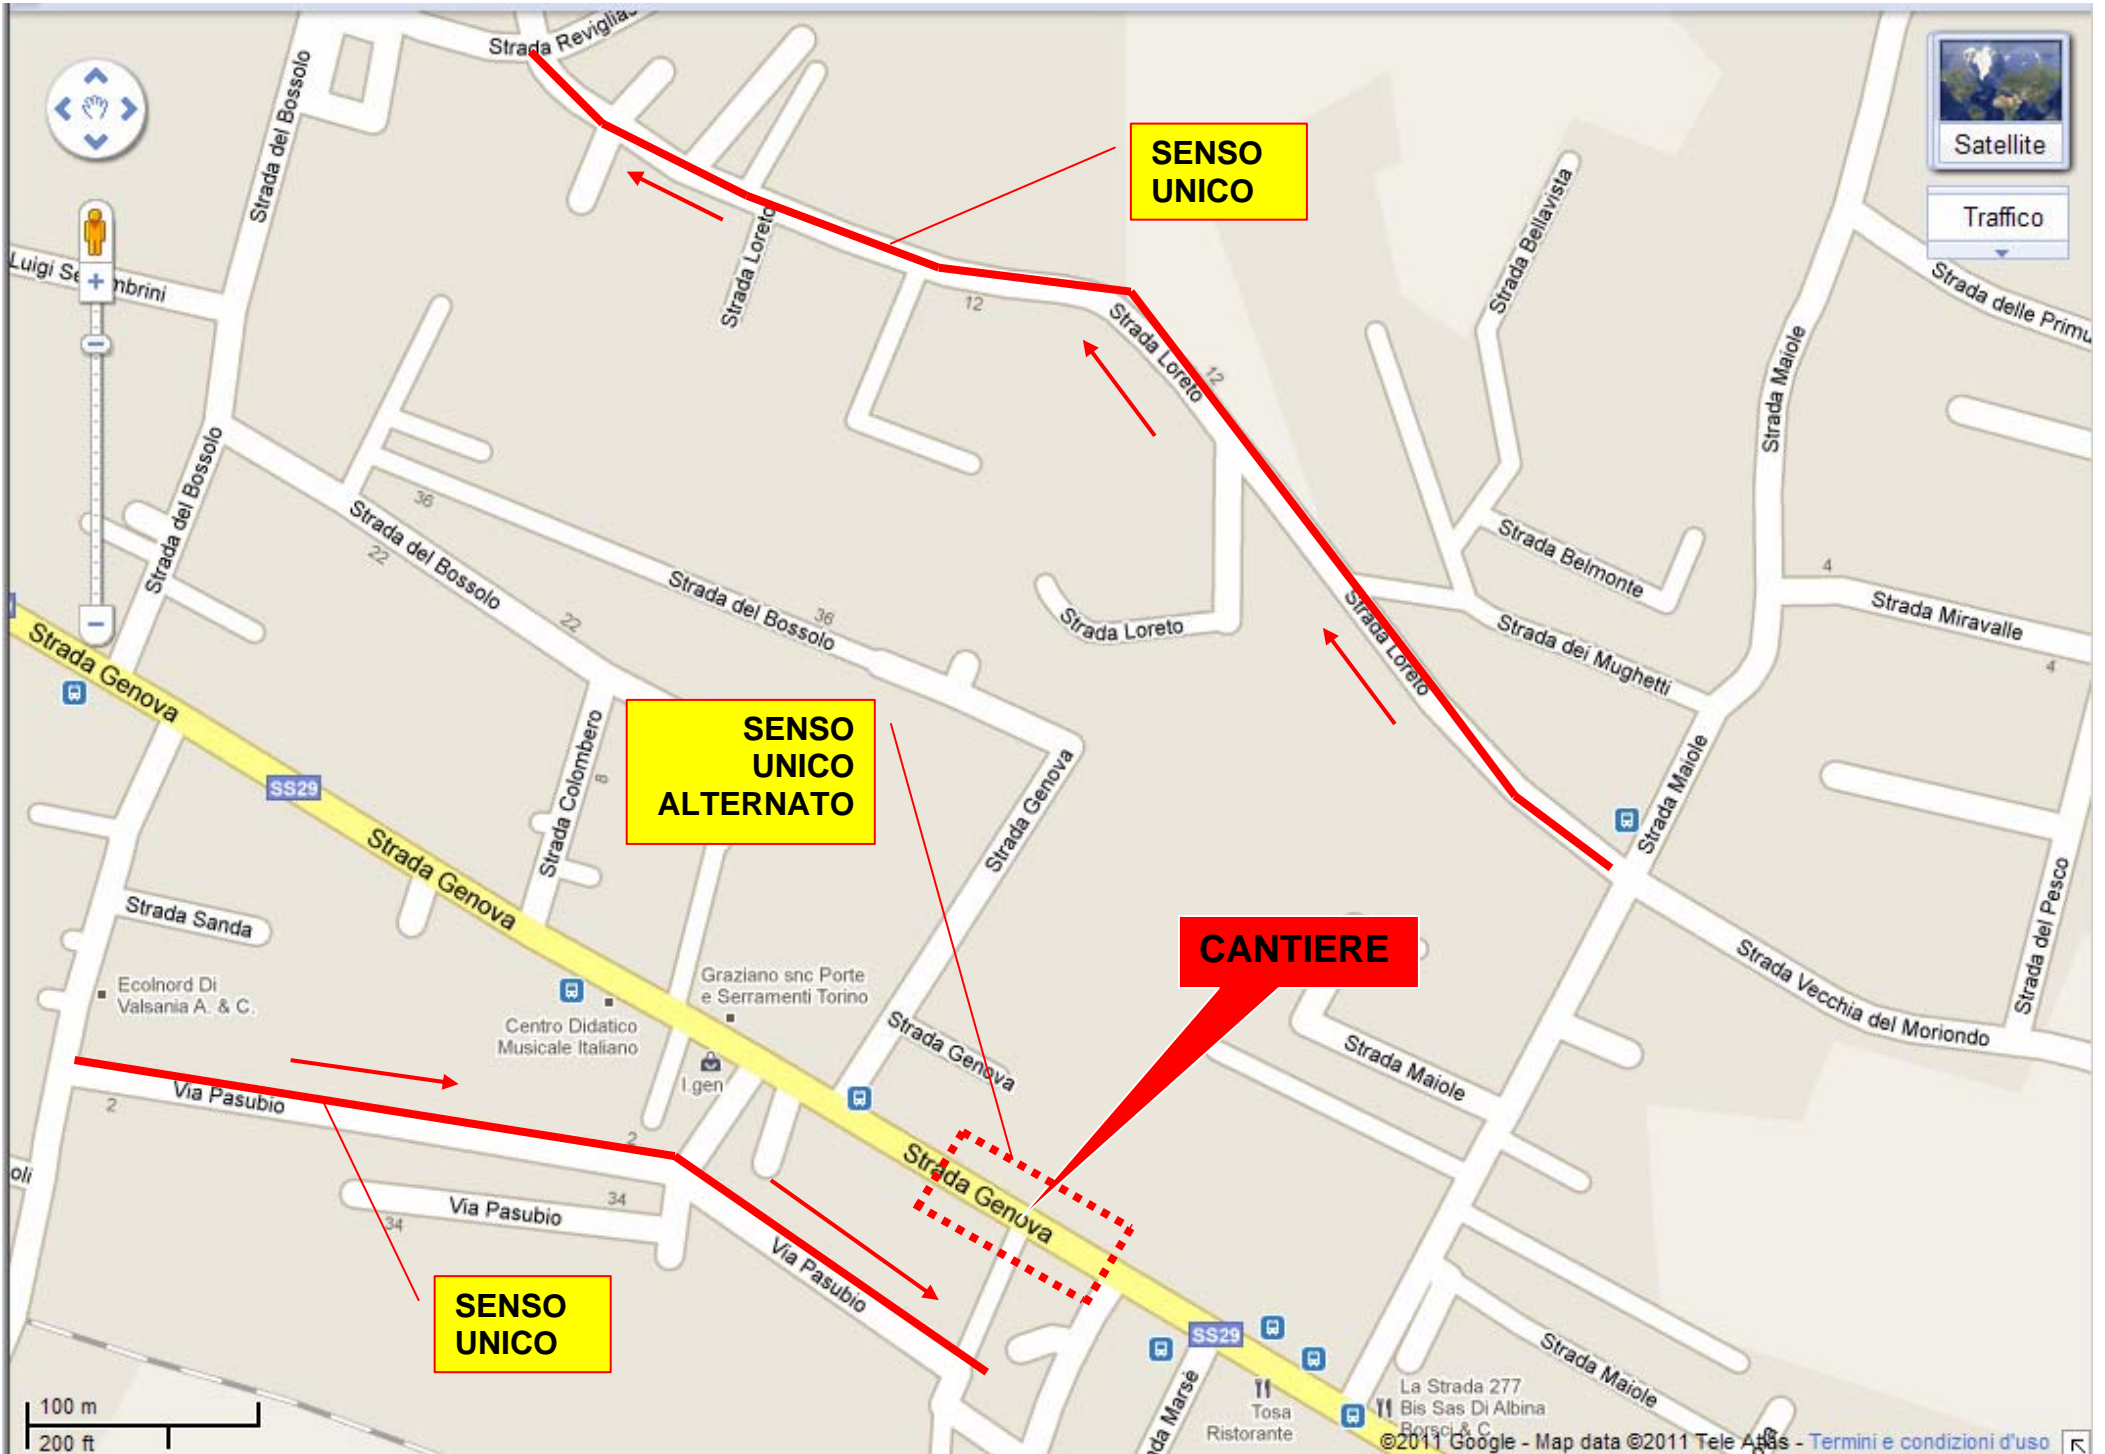 Strada Reviglias
Strada del Bossolo
SENSO
UNICO
Satellite
Traffico
Strada Bellavista
Strada Loreto
Luigi Se
mbrini
Strada delle Primu
12
Strada Loreto
12
Strada Maiole
Strada del Bossolo
36
Strada del Bossolo
22
22
Strada del Bossolo
36
Strada Loreto
Strada Loreto
Strada Belmonte
4
Strada Miravalle
4
Strada dei Mughetti
Strada Genova
SENSO
UNICO
ALTERNATO
Strada Colombero
8
Strada Genova
SS29
Strada Maiole
Strada Genova
Strada Sanda
CANTIERE
Strada del Pesco
Strada Vecchia del Moriondo
Ecolnord Di
Valsania A. & C.
Graziano snc Porte
e Serramenti Torino
Centro Didatico
Musicale Italiano
I.gen
Strada Genova
Strada Maiole
Via Pasubio
2
2
Strada Genova
oli
Via Pasubio
34
34
Via Pasubio
SENSO
UNICO
SS29
Strada Maiole
100 m
200 ft
da Marsè
Tosa
Ristorante
La Strada 277
Bis Sas Di Albina
Borsci & C
©2011 Google - Map data ©2011 Tele Atlas - Termini e condizioni d'uso